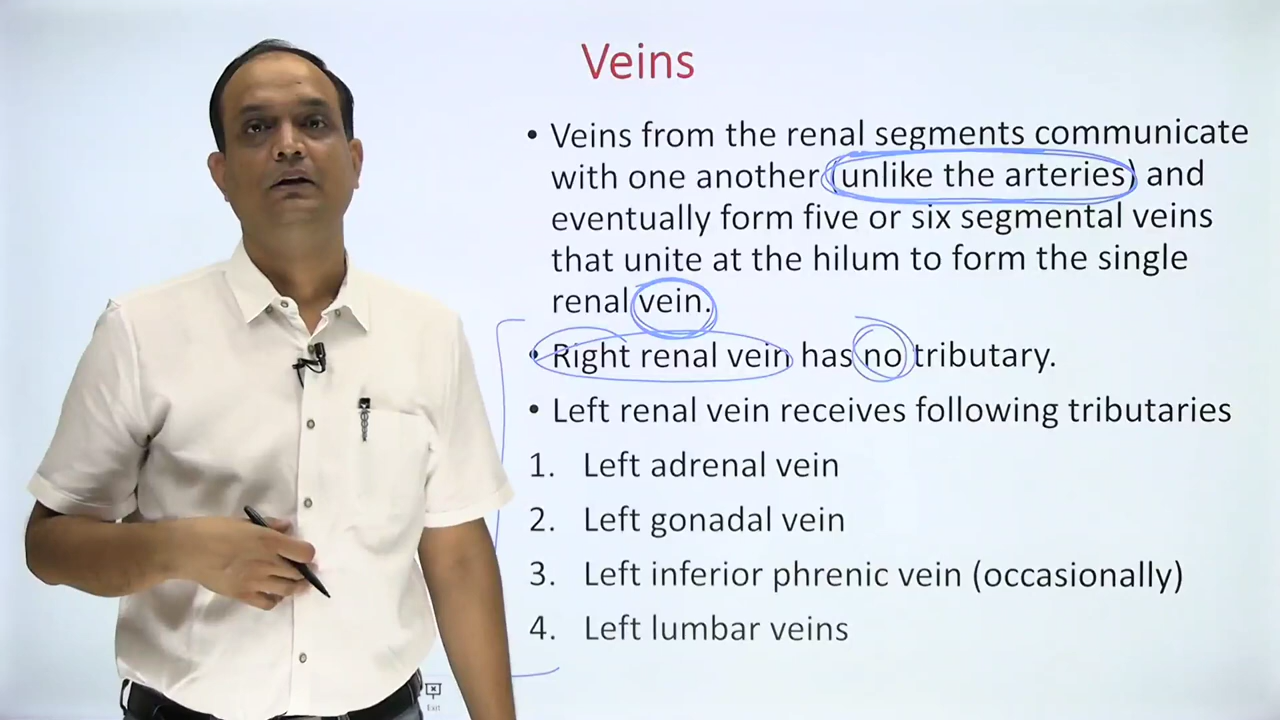 Veins
• Veins from the renal segments communicate
with one another (unlike the arteries) and
eventually form five or six segmental veins
that unite at the hilum to form the single
renal vein.
• Right renal vein has no tributary.
• Left renal vein receives following tributaries
1. Left adrenal vein
2. Left gonadal vein
3. Left inferior phrenic vein (occasionally)
4. Left lumbar veins
Exit